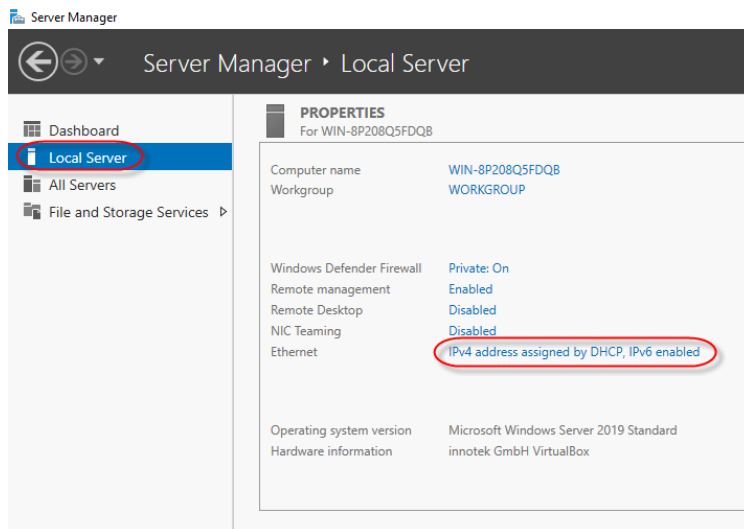 Server Manager
Server Manager • Local Server
Dashboard
Local Server
All Servers
File and Storage Services
PROPERTIES
For WIN-8P208Q5FDQB
Computer name WIN-8P208Q5FDQB
Workgroup WORKGROUP
Windows Defender Firewall Private: On
Remote management Enabled
Remote Desktop Disabled
NIC Teaming Disabled
Ethernet IPv4 address assigned by DHCP, IPv6 enabled
Operating system version Microsoft Windows Server 2019 Standard
Hardware information innotek GmbH VirtualBox